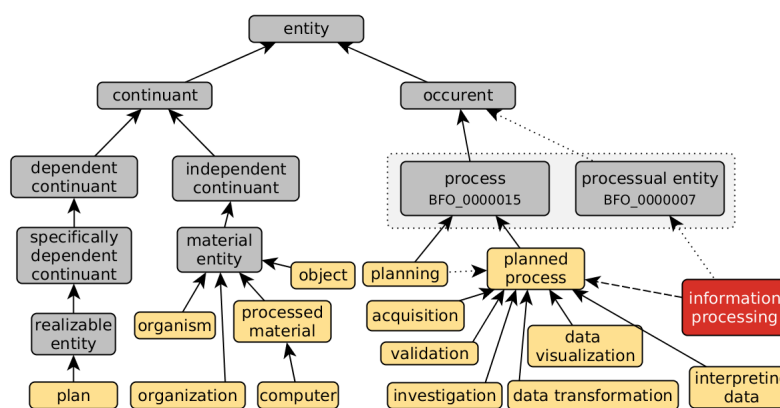 entity
continuant
occurent
dependent
continuant
independent
continuant
process
BFO_0000015
processual entity
BFO_0000007
specifically
dependent
continuant
material
entity
object
planning
planned
process
information
processing
realizable
entity
organism
processed
material
acquisition
validation
data
visualization
plan
organization
computer
investigation
data transformation
interpreting
data